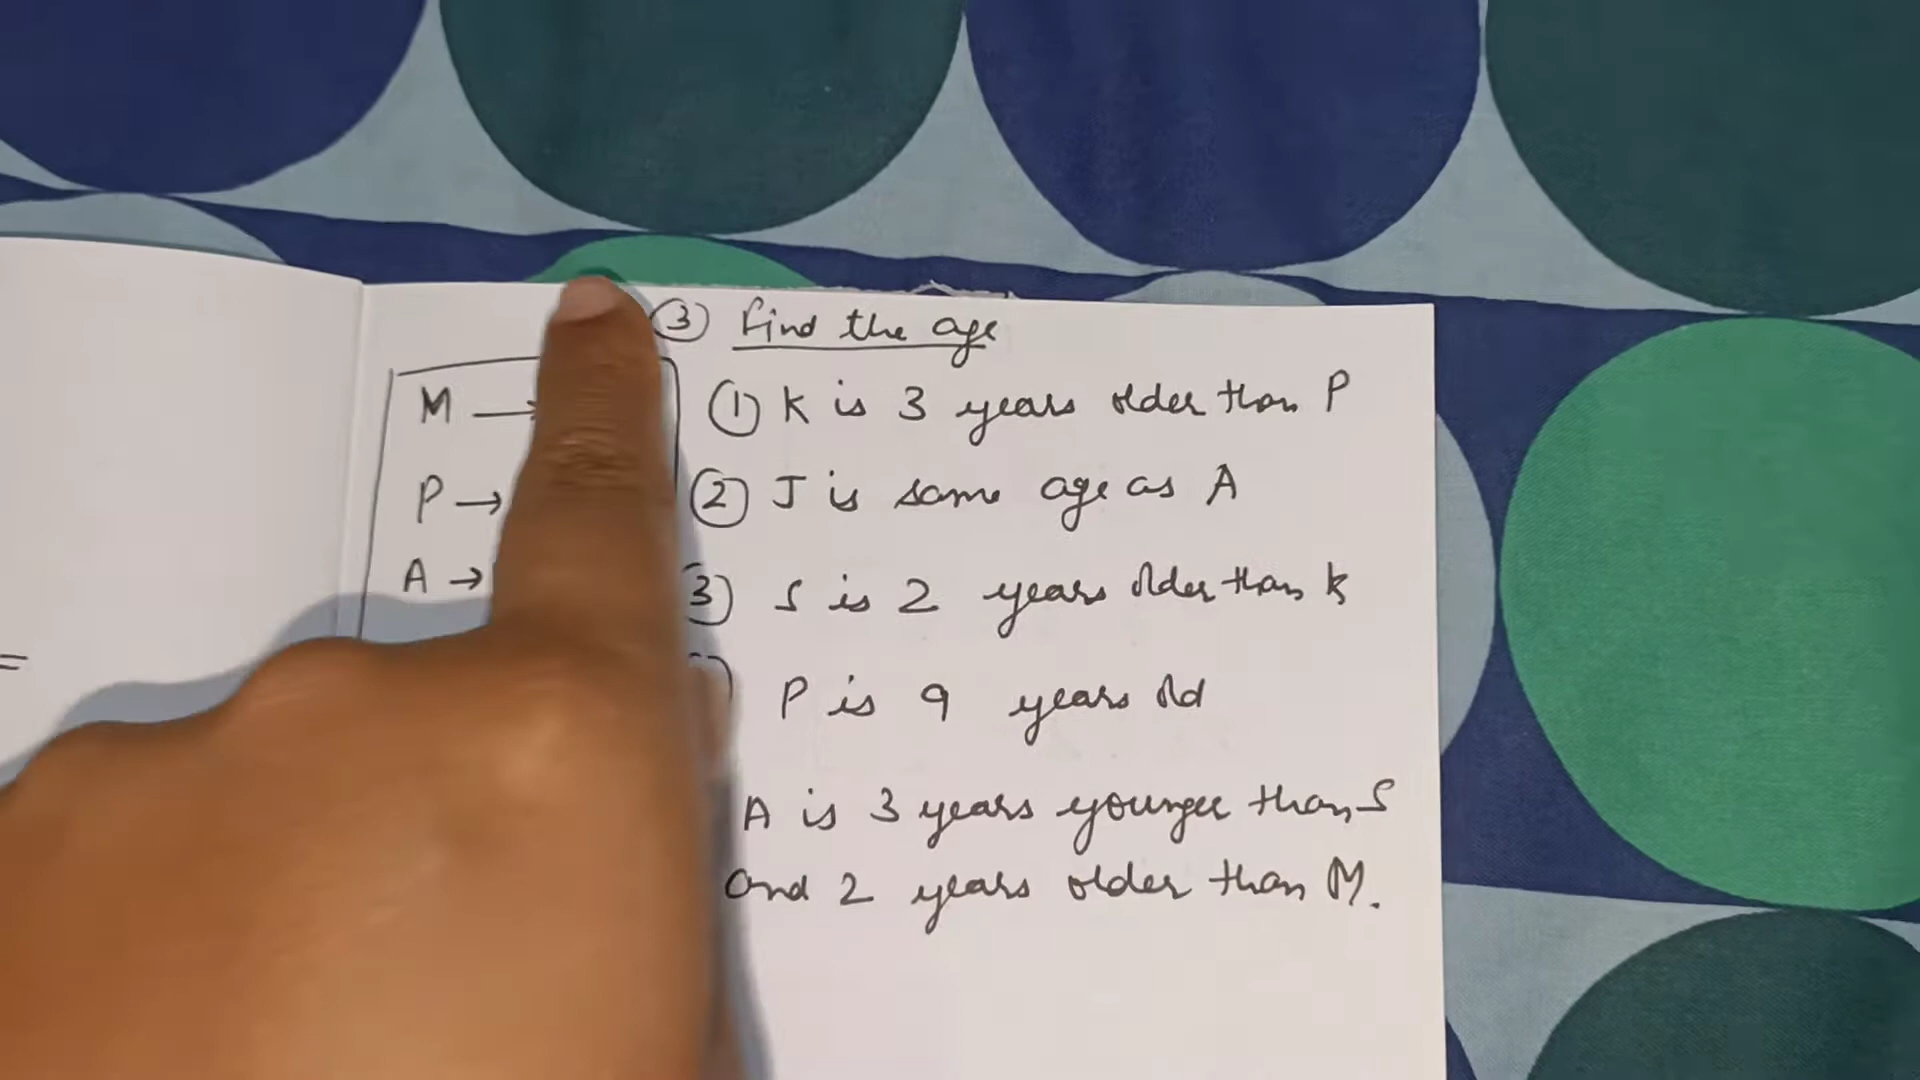 ③ find the age
M →
P →
A →
① K is 3 years older than P
② J is same age as A
③ S is 2 years older than K
P is 9 years old
A is 3 years younger than S
and 2 years older than M.
=